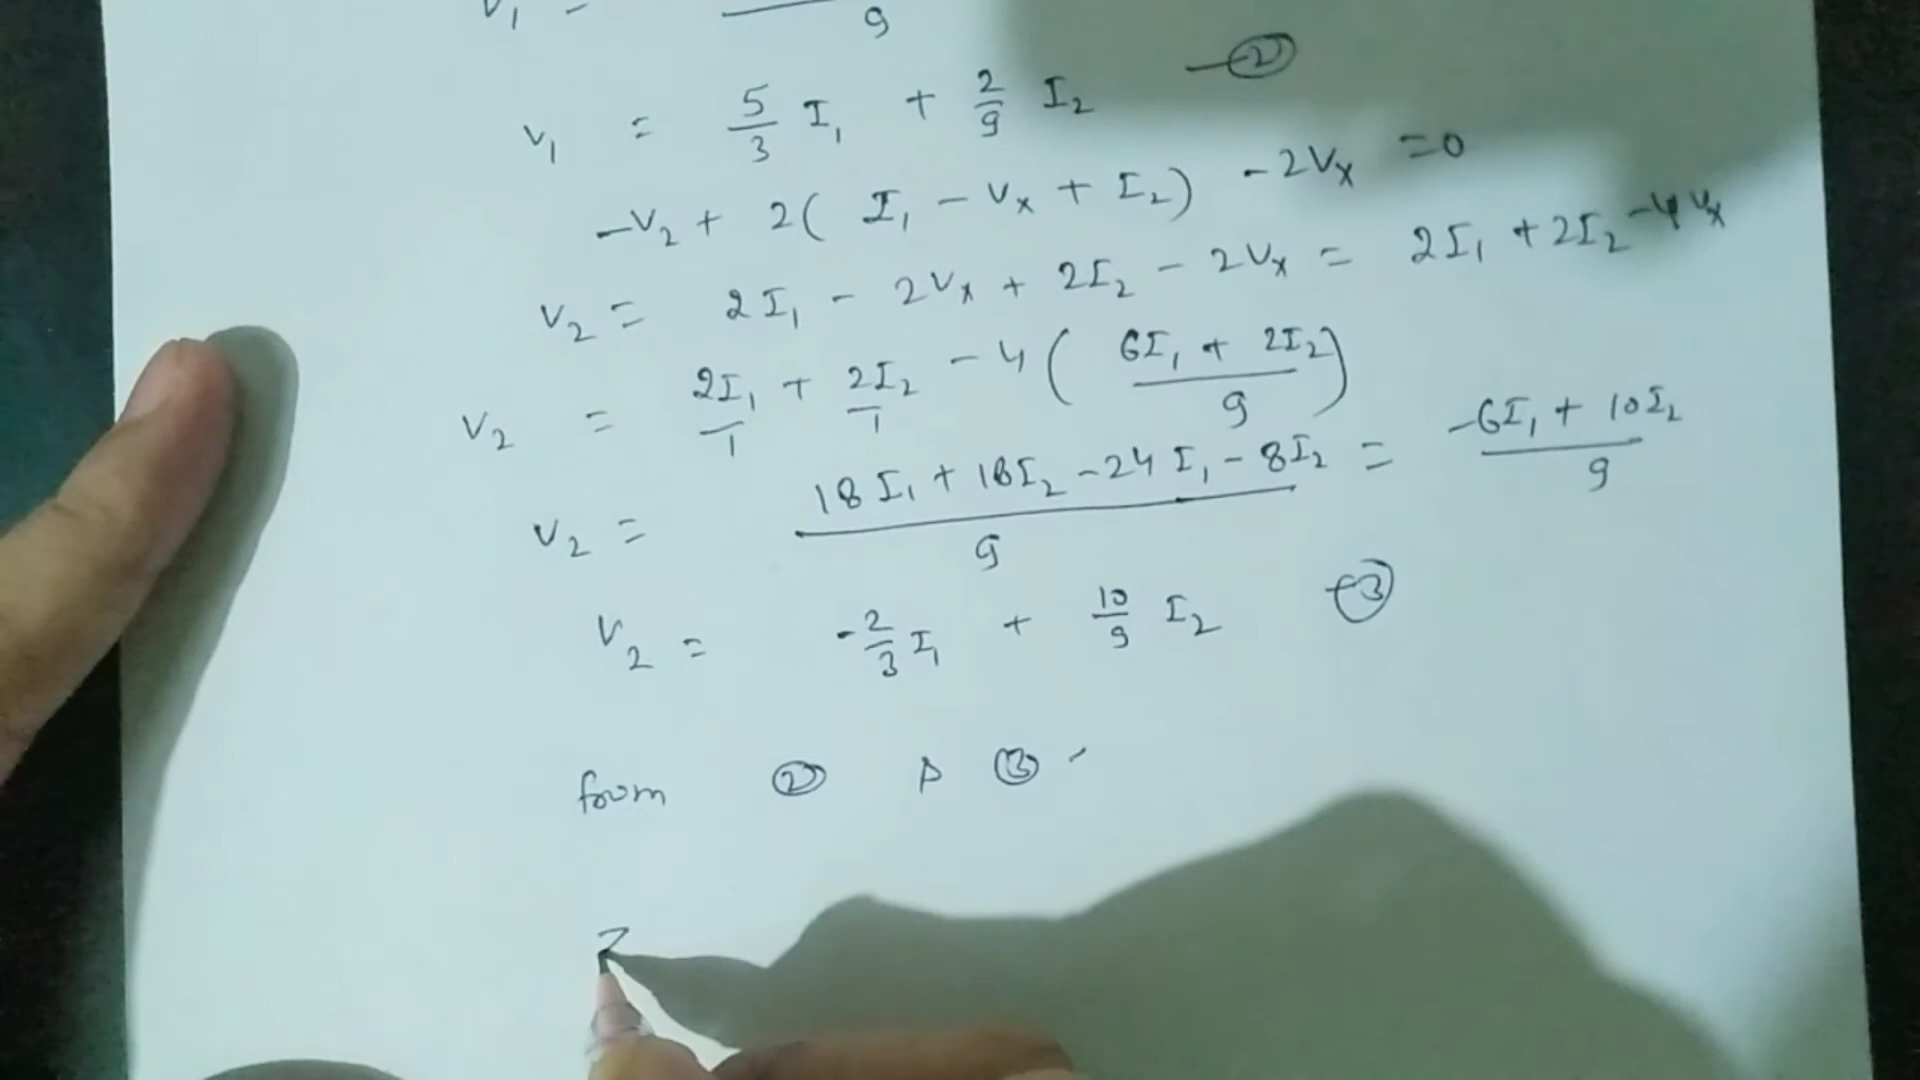 V₁ = ――― 9
V₁ = 5/3 I₁ + 2/9 I₂ —②
-V₂ + 2( I₁ - Vx + I₂) - 2Vx = 0
V₂ = 2I₁ - 2Vx + 2I₂ - 2Vx = 2I₁ + 2I₂ - 4Vx
V₂ = 2I₁/1 + 2I₂/1 - 4( (6I₁ + 2I₂)/9 )
V₂ = (18I₁ + 18I₂ - 24I₁ - 8I₂)/9 = (-6I₁ + 10I₂)/9
V₂ = -2/3 I₁ + 10/9 I₂ —③
from ② & ③ -
Z